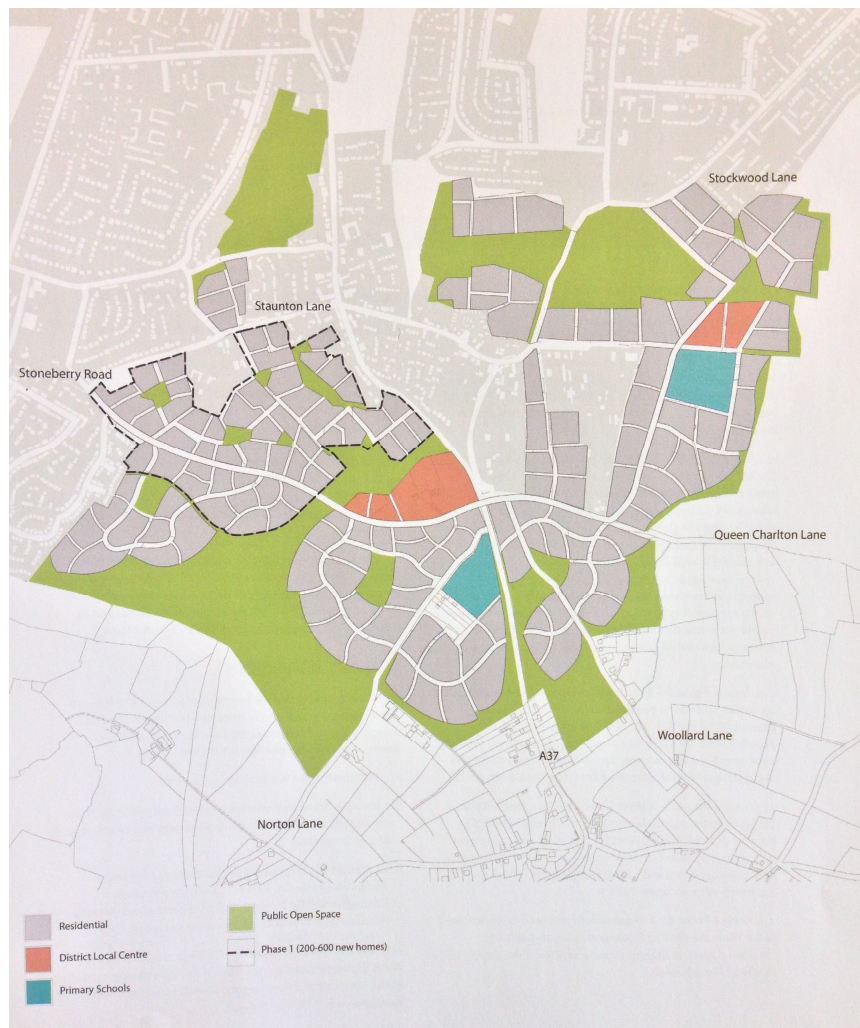 Stockwood Lane
Staunton Lane
Stoneberry Road
Queen Charlton Lane
Woollard Lane
A37
Norton Lane
Residential
District Local Centre
Primary Schools
Public Open Space
Phase 1 (200-600 new homes)